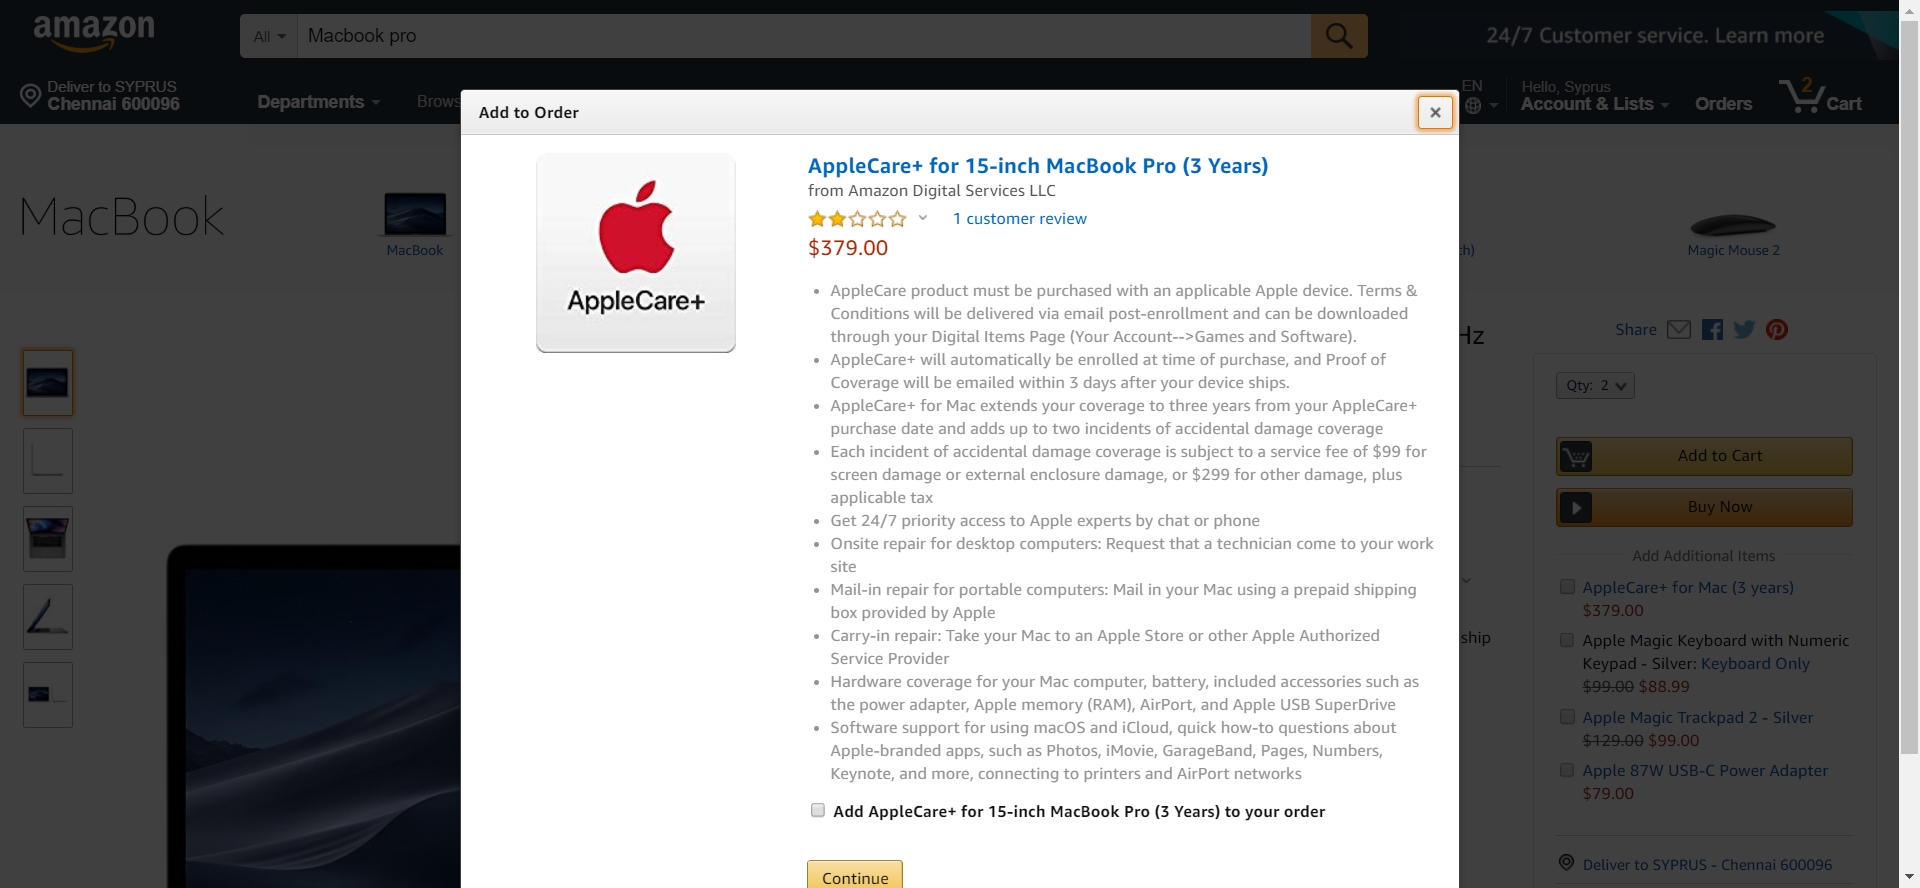 amazon
All
Macbook pro
24/7 Customer service. Learn more
Deliver to SYPRUS
Chennai 600096
Departments
Brows
EN
Hello, Syprus
Account & Lists
Orders
2
Cart
Add to Order
×
MacBook
MacBook
th)
Magic Mouse 2
AppleCare+
AppleCare+ for 15-inch MacBook Pro (3 Years)
from Amazon Digital Services LLC
1 customer review
$379.00
• AppleCare product must be purchased with an applicable Apple device. Terms &
Conditions will be delivered via email post-enrollment and can be downloaded
through your Digital Items Page (Your Account-->Games and Software).
• AppleCare+ will automatically be enrolled at time of purchase, and Proof of
Coverage will be emailed within 3 days after your device ships.
• AppleCare+ for Mac extends your coverage to three years from your AppleCare+
purchase date and adds up to two incidents of accidental damage coverage
• Each incident of accidental damage coverage is subject to a service fee of $99 for
screen damage or external enclosure damage, or $299 for other damage, plus
applicable tax
• Get 24/7 priority access to Apple experts by chat or phone
• Onsite repair for desktop computers: Request that a technician come to your work
site
• Mail-in repair for portable computers: Mail in your Mac using a prepaid shipping
box provided by Apple
• Carry-in repair: Take your Mac to an Apple Store or other Apple Authorized
Service Provider
• Hardware coverage for your Mac computer, battery, included accessories such as
the power adapter, Apple memory (RAM), AirPort, and Apple USB SuperDrive
• Software support for using macOS and iCloud, quick how-to questions about
Apple-branded apps, such as Photos, iMovie, GarageBand, Pages, Numbers,
Keynote, and more, connecting to printers and AirPort networks
Add AppleCare+ for 15-inch MacBook Pro (3 Years) to your order
Continue
Hz
ship
Share
Qty: 2
Add to Cart
Buy Now
Add Additional Items
AppleCare+ for Mac (3 years)
$379.00
Apple Magic Keyboard with Numeric
Keypad - Silver: Keyboard Only
$99.00 $88.99
Apple Magic Trackpad 2 - Silver
$129.00 $99.00
Apple 87W USB-C Power Adapter
$79.00
Deliver to SYPRUS - Chennai 600096